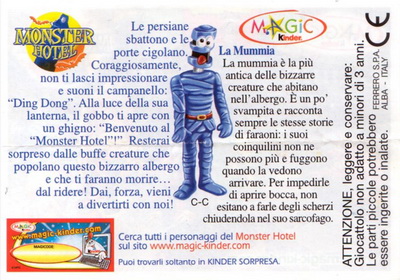 MONSTER
HOTEL
Le persiane
sbattono e le
porte cigolano.
Coraggiosamente,
non ti lasci impressionare
e suoni il campanello:
“Ding Dong”. Alla luce della sua
lanterna, il gobbo ti apre con
un ghigno: “Benvenuto al
“Monster Hotel”!” Resterai
sorpreso dalle buffe creature che
popolano questo bizzarro albergo
e che ti faranno morire...
dal ridere! Dai, forza, vieni
a divertirti con noi!
MAGIC
Kinder
La Mummia
La mummia è la più
antica delle bizzarre
creature che abitano
nell'albergo. È un po'
svampita e racconta
sempre le stesse storie
di faraoni: i suoi
coinquilini non ne
possono più e fuggono
quando la vedono
arrivare. Per impedirle
di aprire bocca, non
esitano a farle degli scherzi
chiudendola nel suo sarcofago.
C-C
www.magic-kinder.com
MAGICODE
Cerca tutti i personaggi del Monster Hotel
sul sito www.magic-kinder.com
Puoi trovarli solamente in KINDER SORPRESA.
CE
ATTENZIONE, leggere e conservare:
Giocattolo non adatto a minori di 3 anni.
Le parti piccole potrebbero
essere ingerite o inalate.
FERRERO S.P.A.
ALBA - ITALY